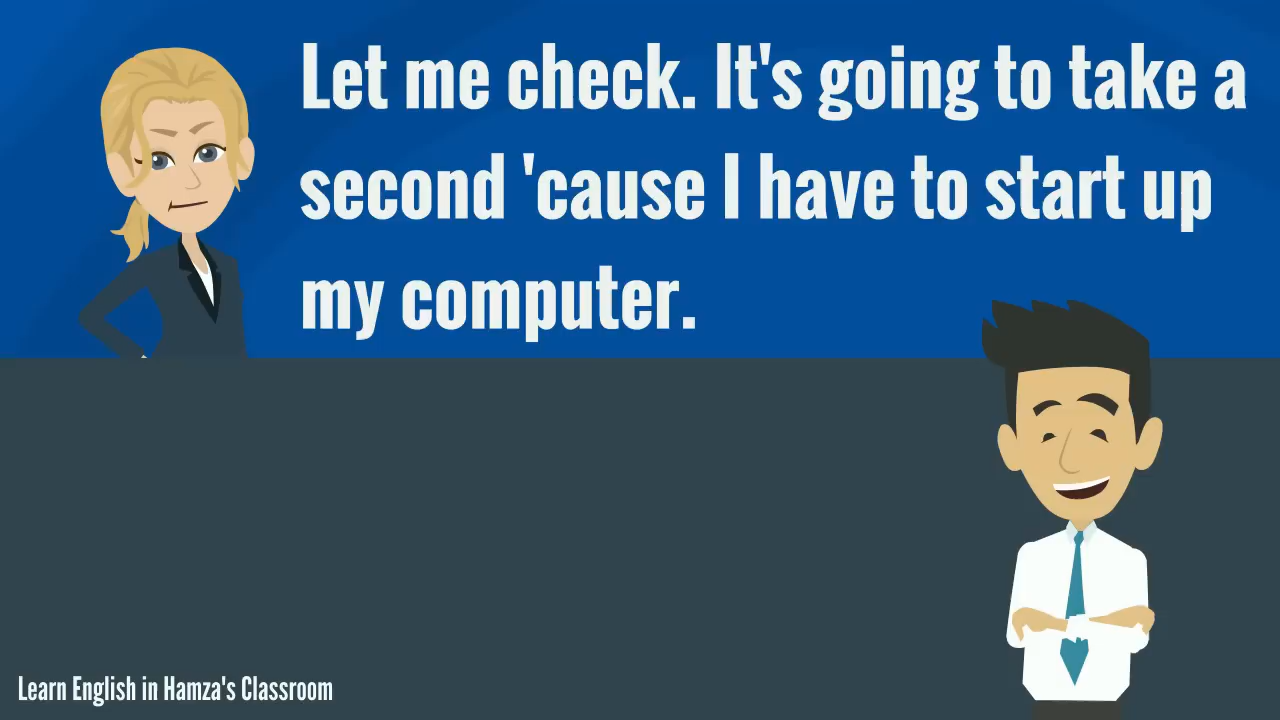 Let me check. It's going to take a
second 'cause I have to start up
my computer.
Learn English in Hamza's Classroom